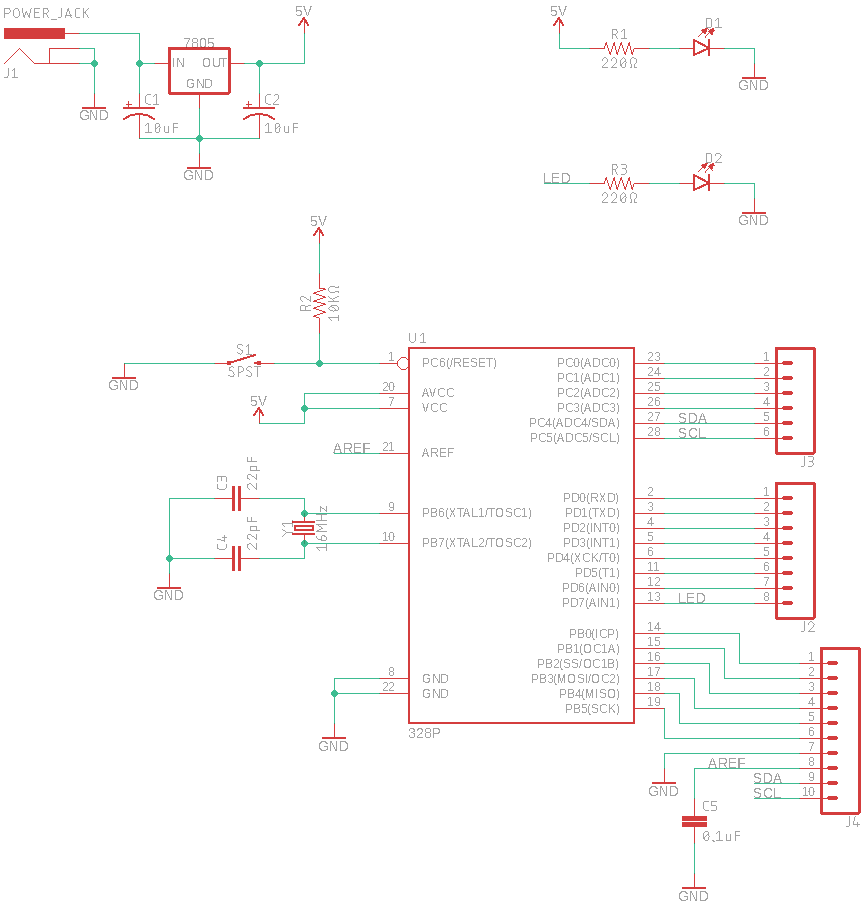 POWER_JACK
J1
GND
7805
IN OUT
GND
5V
C1
10uF
C2
10uF
GND
5V
R1
220Ω
D1
GND
LED
R3
220Ω
D2
GND
5V
R2
10KΩ
S1
SPST
GND
5V
AREF
C3
22pF
C4
22pF
Y1
16MHz
GND
GND
U1
1 PC6(/RESET)
20 AVCC
7 VCC
21 AREF
9 PB6(XTAL1/TOSC1)
10 PB7(XTAL2/TOSC2)
8 GND
22 GND
328P
PC0(ADC0) 23
PC1(ADC1) 24
PC2(ADC2) 25
PC3(ADC3) 26
PC4(ADC4/SDA) 27 SDA
PC5(ADC5/SCL) 28 SCL
PD0(RXD) 2
PD1(TXD) 3
PD2(INT0) 4
PD3(INT1) 5
PD4(XCK/T0) 6
PD5(T1) 11
PD6(AIN0) 12
PD7(AIN1) 13 LED
PB0(ICP) 14
PB1(OC1A) 15
PB2(SS/OC1B) 16
PB3(MOSI/OC2) 17
PB4(MISO) 18
PB5(SCK) 19
1
2
3
4
5
6
J3
1
2
3
4
5
6
7
8
J2
1
2
3
4
5
6
7
AREF 8
SDA 9
SCL 10
J4
GND
C5
0.1uF
GND